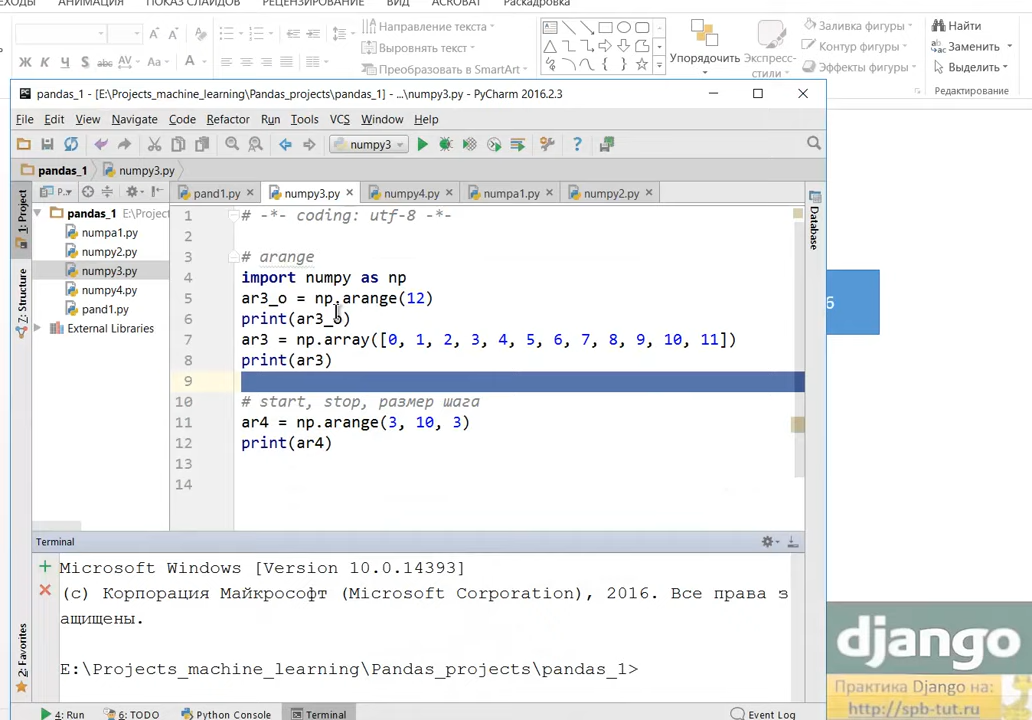 ЕХОДЫ АНИМАЦИЯ ПОКАЗ СЛАЙДОВ РЕЦЕНЗИРОВАНИЕ ВИД ACROBAT Раскадровка
Направление текста
Выровнять текст
Преобразовать в SmartArt
Упорядочить
Экспресс-
стили
Заливка фигуры
Контур фигуры
Эффекты фигуры
Найти
Заменить
Выделить
Редактирование
pandas_1 - [E:\Projects_machine_learning\Pandas_projects\pandas_1] - ...\numpy3.py - PyCharm 2016.2.3
File Edit View Navigate Code Refactor Run Tools VCS Window Help
numpy3
pandas_1 numpy3.py
P.. pand1.py numpy3.py numpy4.py numpa1.py numpy2.py
1: Project
Z: Structure
2: Favorites
Database
pandas_1 E:\Project
numpa1.py
numpy2.py
numpy3.py
numpy4.py
pand1.py
External Libraries
1 # -*- coding: utf-8 -*-
2
3 # arange
4 import numpy as np
5 ar3_o = np.arange(12)
6 print(ar3_o)
7 ar3 = np.array([0, 1, 2, 3, 4, 5, 6, 7, 8, 9, 10, 11])
8 print(ar3)
9
10 # start, stop, размер шага
11 ar4 = np.arange(3, 10, 3)
12 print(ar4)
13
14
6
Terminal
Microsoft Windows [Version 10.0.14393]
(c) Корпорация Майкрософт (Microsoft Corporation), 2016. Все права з
ащищены.
E:\Projects_machine_learning\Pandas_projects\pandas_1>
4: Run 6: TODO Python Console Terminal Event Log
django
Практика Django на:
http://spb-tut.ru